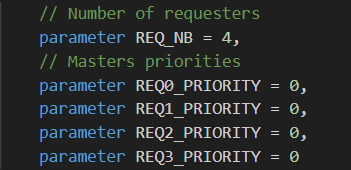 // Number of requesters
parameter REQ_NB = 4,
// Masters priorities
parameter REQ0_PRIORITY = 0,
parameter REQ1_PRIORITY = 0,
parameter REQ2_PRIORITY = 0,
parameter REQ3_PRIORITY = 0